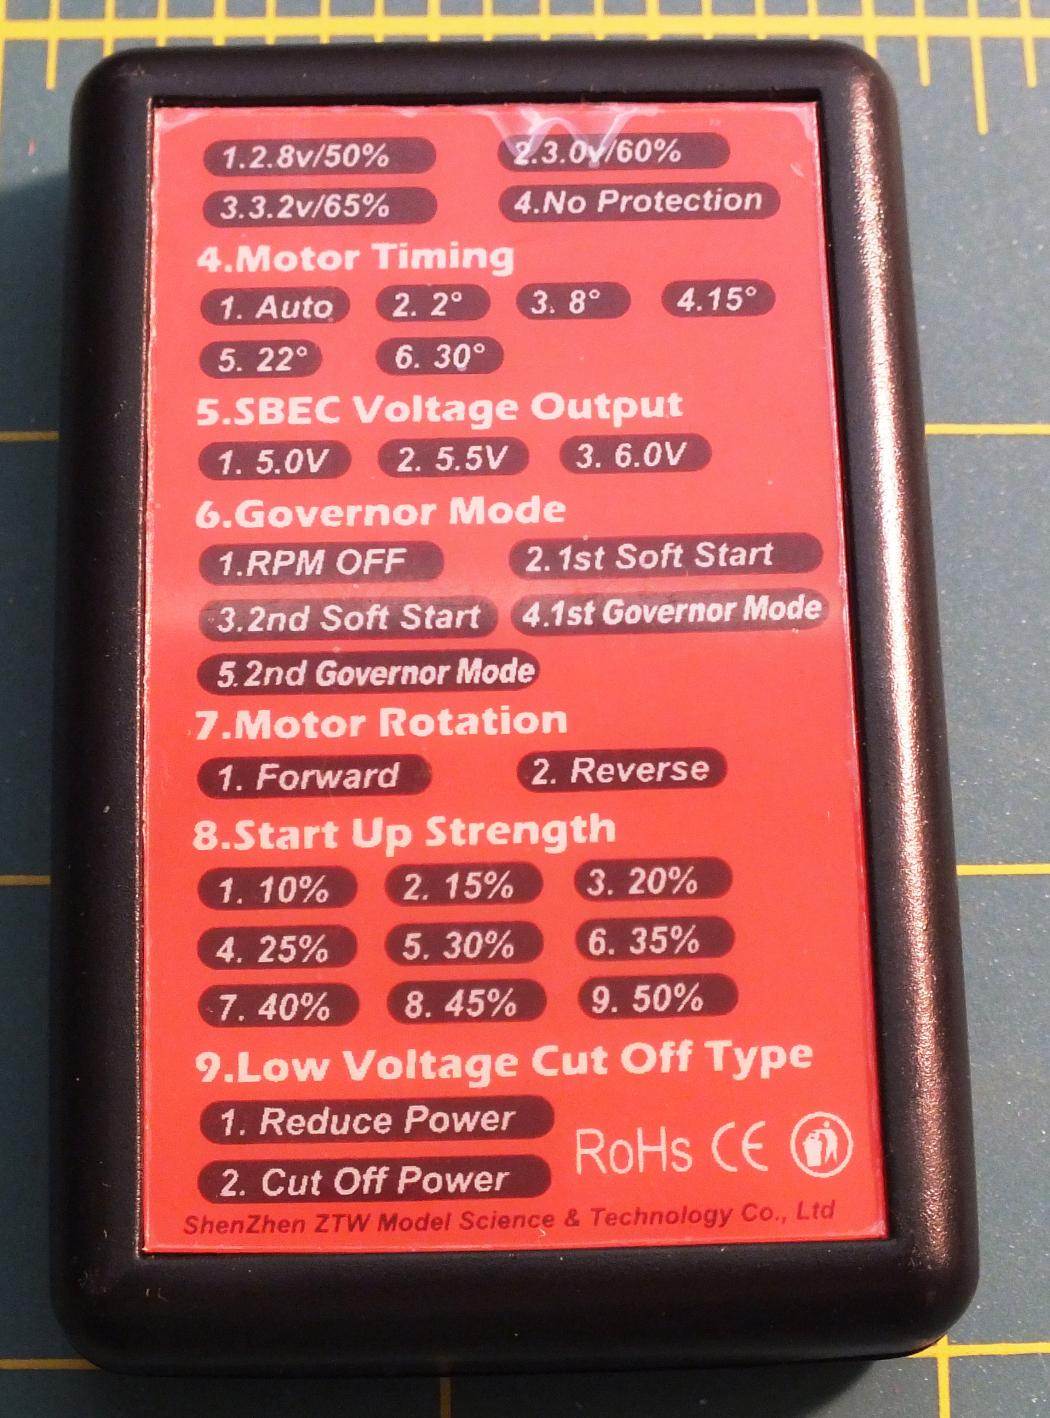 1.2.8v/50% 2.3.0v/60%
3.3.2v/65% 4.No Protection
4.Motor Timing
1. Auto 2. 2° 3. 8° 4.15°
5. 22° 6. 30°
5.SBEC Voltage Output
1. 5.0V 2. 5.5V 3. 6.0V
6.Governor Mode
1.RPM OFF 2.1st Soft Start
3.2nd Soft Start 4.1st Governor Mode
5.2nd Governor Mode
7.Motor Rotation
1. Forward 2. Reverse
8.Start Up Strength
1. 10% 2. 15% 3. 20%
4. 25% 5. 30% 6. 35%
7. 40% 8. 45% 9. 50%
9.Low Voltage Cut Off Type
1. Reduce Power
RoHs CE
2. Cut Off Power
ShenZhen ZTW Model Science & Technology Co., Ltd